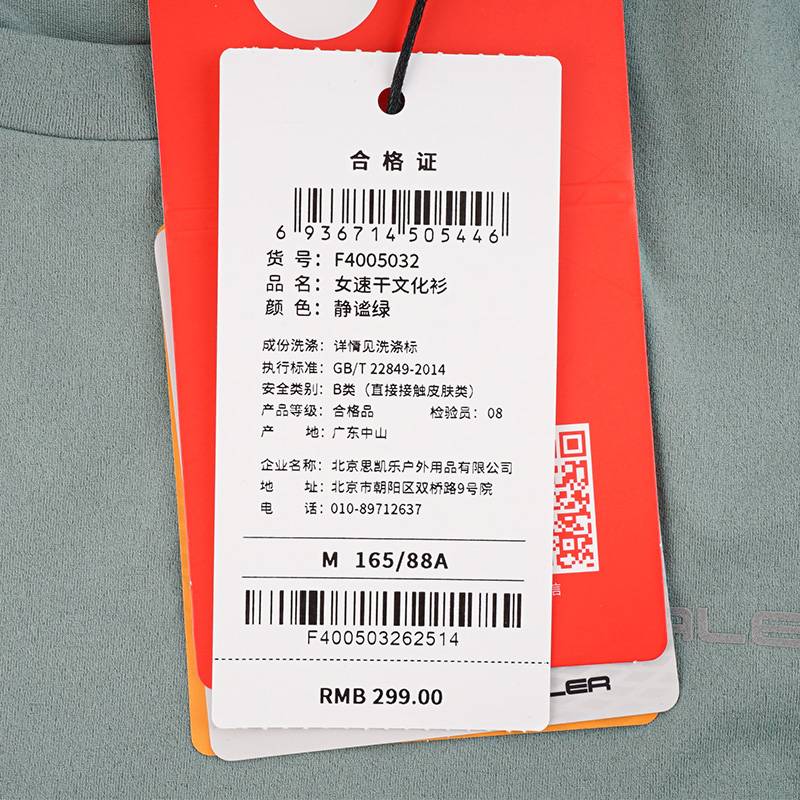 合格证
6 936714 505446
货 号：F4005032
品 名：女速干文化衫
颜 色：静谧绿
成份洗涤：详情见洗涤标
执行标准：GB/T 22849-2014
安全类别：B类（直接接触皮肤类）
产品等级：合格品 检验员：08
产 地：广东中山
企业名称：北京思凯乐户外用品有限公司
地 址：北京市朝阳区双桥路9号院
电 话：010-89712637
M 165/88A
F400503262514
RMB 299.00
信
ALE
LER